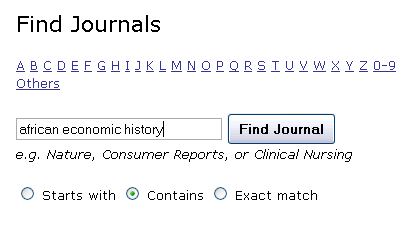 Find Journals
A B C D E F G H I J K L M N O P Q R S T U V W X Y Z 0-9
Others
african economic history Find Journal
e.g. Nature, Consumer Reports, or Clinical Nursing
Starts with Contains Exact match